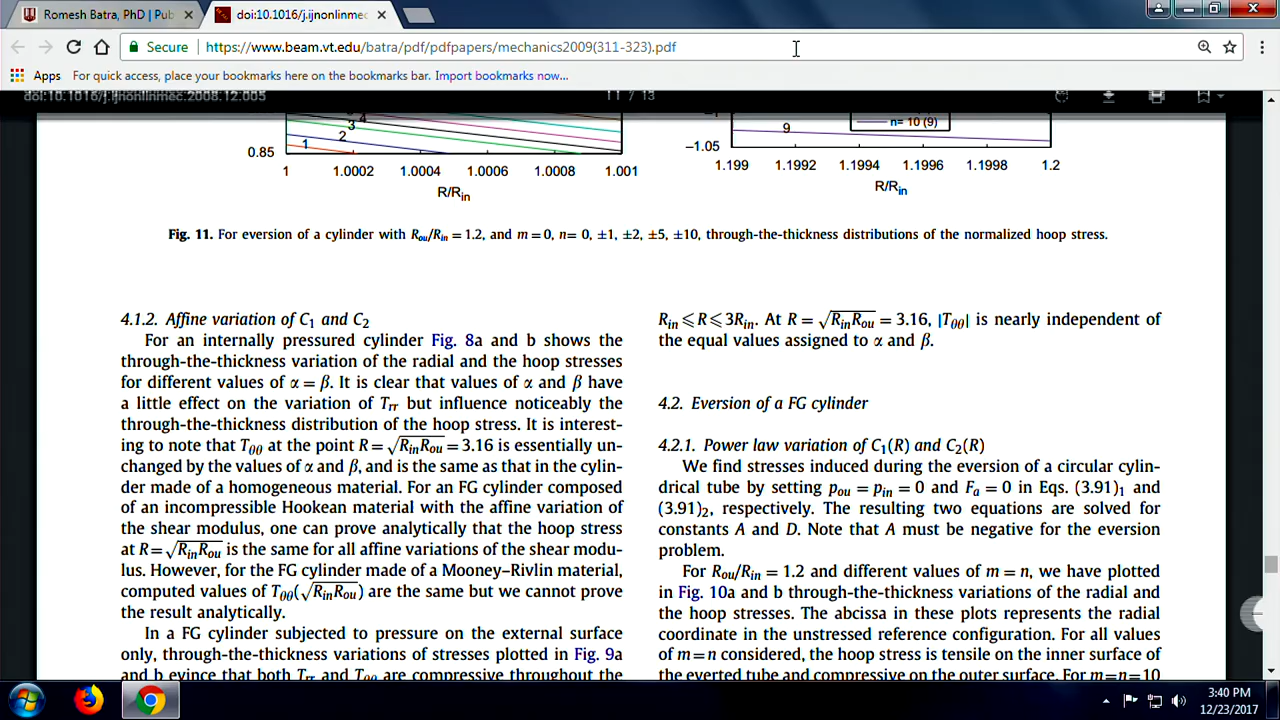 Romesh Batra, PhD | Pub
doi:10.1016/j.ijnonlinme
Secure
https://www.beam.vt.edu/batra/pdf/pdfpapers/mechanics2009(311-323).pdf
Apps
For quick access, place your bookmarks here on the bookmarks bar. Import bookmarks now...
doi:10.1016/j.ijnonlinmec.2008.12.005
11 / 13
4
3
2
1
0.85
1 1.0002 1.0004 1.0006 1.0008 1.001
R/Rin
n= 10 (9)
9
−1.05
1.199 1.1992 1.1994 1.1996 1.1998 1.2
R/Rin
Fig. 11. For eversion of a cylinder with Rou/Rin = 1.2, and m = 0, n= 0, ±1, ±2, ±5, ±10, through-the-thickness distributions of the normalized hoop stress.
4.1.2. Affine variation of C1 and C2
For an internally pressured cylinder Fig. 8a and b shows the
through-the-thickness variation of the radial and the hoop stresses
for different values of α = β. It is clear that values of α and β have
a little effect on the variation of Trr but influence noticeably the
through-the-thickness distribution of the hoop stress. It is interest-
ing to note that Tθθ at the point R = √RinRou = 3.16 is essentially un-
changed by the values of α and β, and is the same as that in the cylin-
der made of a homogeneous material. For an FG cylinder composed
of an incompressible Hookean material with the affine variation of
the shear modulus, one can prove analytically that the hoop stress
at R= √RinRou is the same for all affine variations of the shear modu-
lus. However, for the FG cylinder made of a Mooney–Rivlin material,
computed values of Tθθ(√RinRou) are the same but we cannot prove
the result analytically.
In a FG cylinder subjected to pressure on the external surface
only, through-the-thickness variations of stresses plotted in Fig. 9a
and b evince that both Trr and Tθθ are compressive throughout the
Rin ⩽ R ⩽ 3Rin. At R = √RinRou = 3.16, |Tθθ| is nearly independent of
the equal values assigned to α and β.
4.2. Eversion of a FG cylinder
4.2.1. Power law variation of C1(R) and C2(R)
We find stresses induced during the eversion of a circular cylin-
drical tube by setting pou = pin = 0 and Fa = 0 in Eqs. (3.91)1 and
(3.91)2, respectively. The resulting two equations are solved for
constants A and D. Note that A must be negative for the eversion
problem.
For Rou/Rin = 1.2 and different values of m = n, we have plotted
in Fig. 10a and b through-the-thickness variations of the radial and
the hoop stresses. The abcissa in these plots represents the radial
coordinate in the unstressed reference configuration. For all values
of m = n considered, the hoop stress is tensile on the inner surface of
the everted tube and compressive on the outer surface. For m=n=10
3:40 PM
12/23/2017